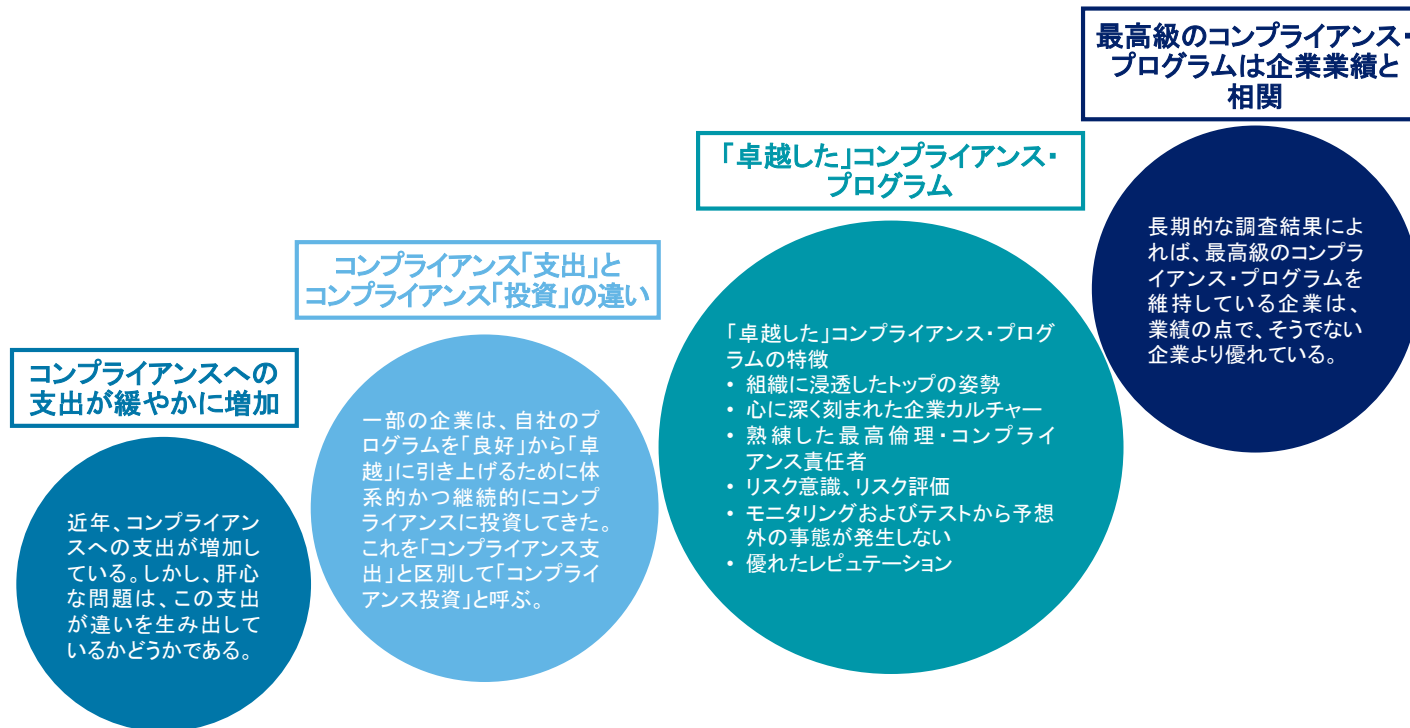 コンプライアンスへの
支出が緩やかに増加
近年、コンプライアン
スへの支出が増加し
ている。しかし、肝心
な問題は、この支出
が違いを生み出して
いるかどうかである。
コンプライアンス「支出」と
コンプライアンス「投資」の違い
一部の企業は、自社のプ
ログラムを「良好」から「卓
越」に引き上げるために体
系的かつ継続的にコンプ
ライアンスに投資してきた。
これを「コンプライアンス支
出」と区別して「コンプライ
アンス投資」と呼ぶ。
「卓越した」コンプライアンス・
プログラム
「卓越した」コンプライアンス・プログ
ラムの特徴
• 組織に浸透したトップの姿勢
• 心に深く刻まれた企業カルチャー
• 熟練した最高倫理・コンプライ
アンス責任者
• リスク意識、リスク評価
• モニタリングおよびテストから予想
外の事態が発生しない
• 優れたレピュテーション
最高級のコンプライアンス・
プログラムは企業業績と
相関
長期的な調査結果によ
れば、最高級のコンプラ
イアンス・プログラムを
維持している企業は、
業績の点で、そうでない
企業より優れている。